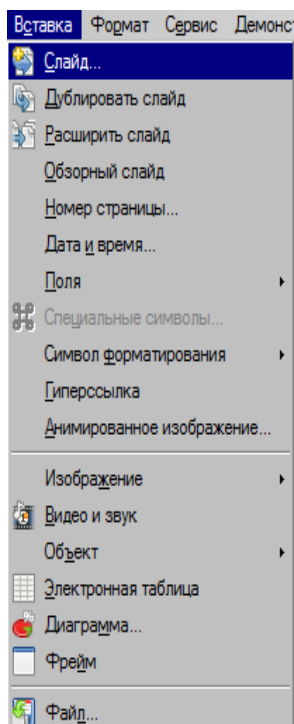 Вставка Формат Сервис Демонс
Слайд...
Дублировать слайд
Расширить слайд
Обзорный слайд
Номер страницы...
Дата и время...
Поля
Специальные символы...
Символ форматирования
Гиперссылка
Анимированное изображение...
Изображение
Видео и звук
Объект
Электронная таблица
Диаграмма...
Фрейм
Файл...